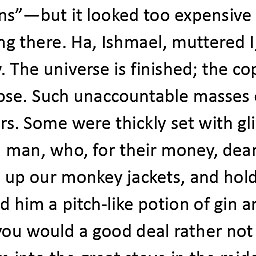 ns”—but it looked too expensive
ng there. Ha, Ishmael, muttered I,
. The universe is finished; the cop
ose. Such unaccountable masses
rs. Some were thickly set with gli
man, who, for their money, dear
up our monkey jackets, and hold
d him a pitch-like potion of gin an
you would a good deal rather not